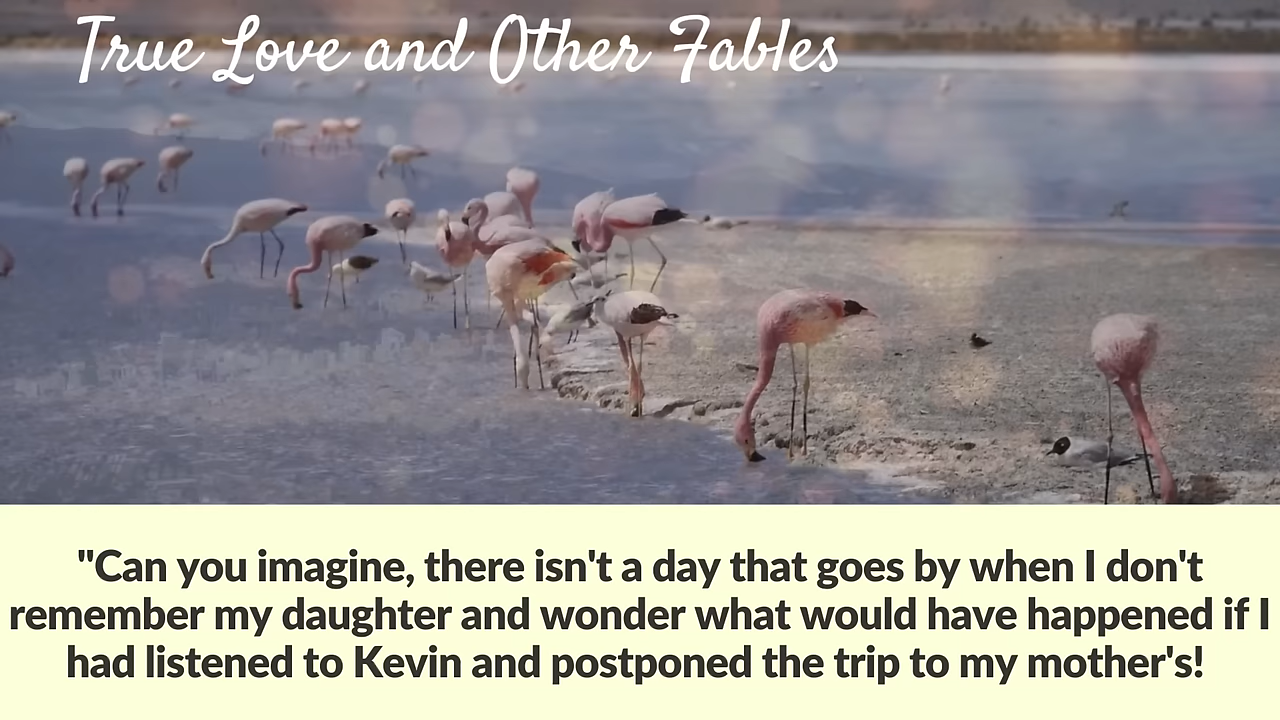 True Love and Other Fables
"Can you imagine, there isn't a day that goes by when I don't
remember my daughter and wonder what would have happened if I
had listened to Kevin and postponed the trip to my mother's!